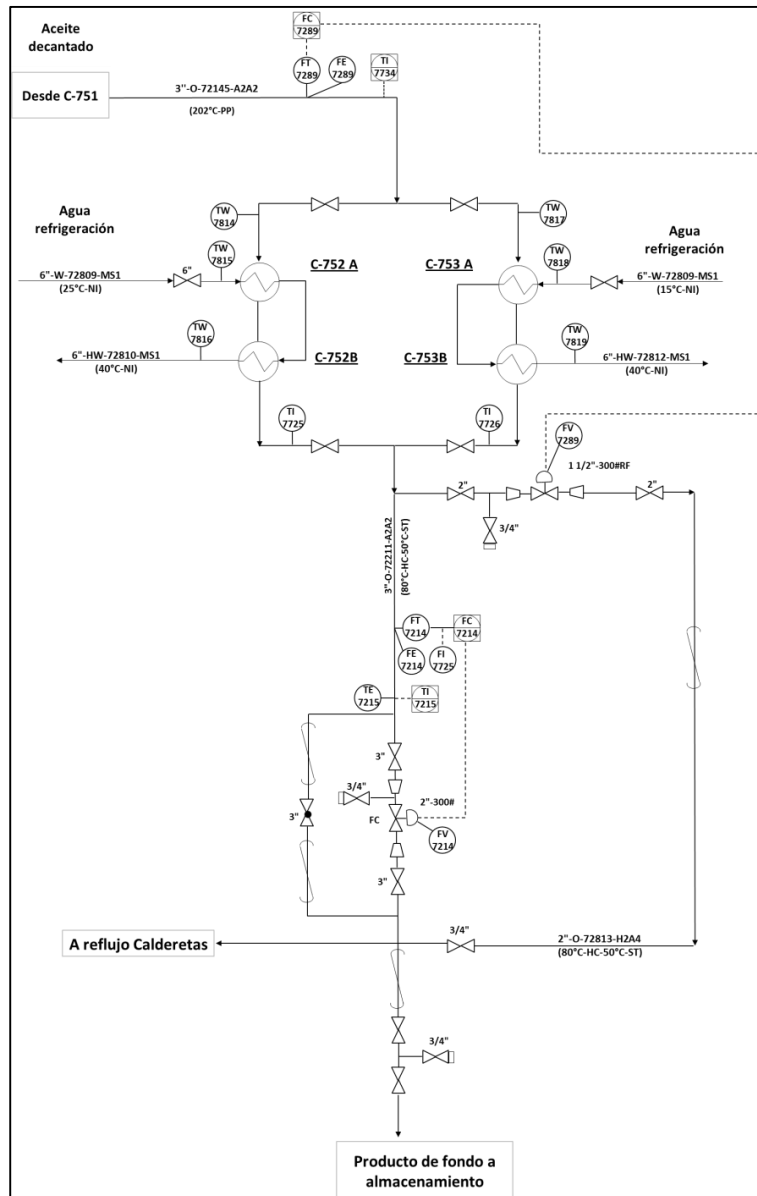 Aceite
decantado
FC
7289
FT
7289
FE
7289
TI
7734
Desde C-751
3"-O-72145-A2A2
(202°C-PP)
TW
7814
TW
7817
Agua
refrigeración
Agua
refrigeración
TW
7815
C-752 A
C-753 A
TW
7818
6"
6"-W-72809-MS1
(25°C-NI)
6"-W-72809-MS1
(15°C-NI)
TW
7816
C-752B
C-753B
TW
7819
6"-HW-72810-MS1
(40°C-NI)
6"-HW-72812-MS1
(40°C-NI)
TI
7725
TI
7726
FV
7289
1 1/2"-300#RF
2"
2"
3/4"
3"-O-72211-A2A2
(80°C-HC-50°C-ST)
FT
7214
FC
7214
FE
7214
FI
7725
TE
7215
TI
7215
3"
3/4"
2"-300#
3"
FC
FV
7214
3"
A reflujo Calderetas
3/4"
2"-O-72813-H2A4
(80°C-HC-50°C-ST)
3/4"
Producto de fondo a
almacenamiento